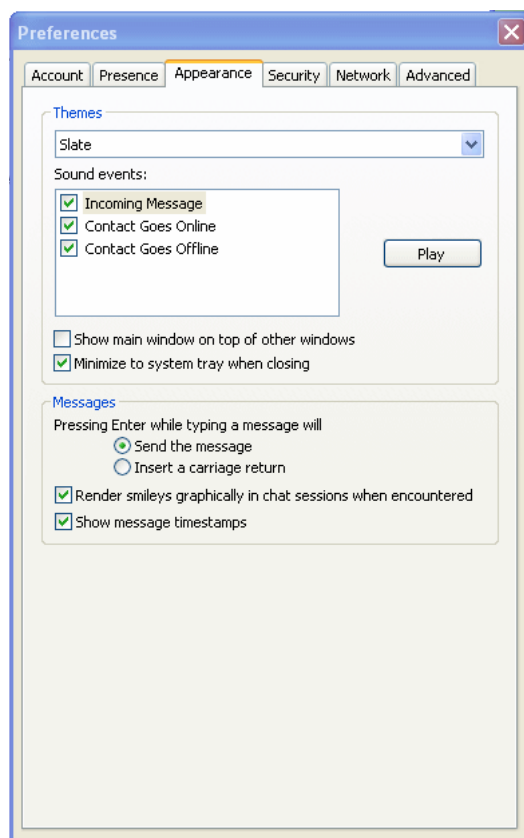 Preferences
Account Presence Appearance Security Network Advanced
Themes
Slate
Sound events:
Incoming Message
Contact Goes Online
Contact Goes Offline
Play
Show main window on top of other windows
Minimize to system tray when closing
Messages
Pressing Enter while typing a message will
Send the message
Insert a carriage return
Render smileys graphically in chat sessions when encountered
Show message timestamps